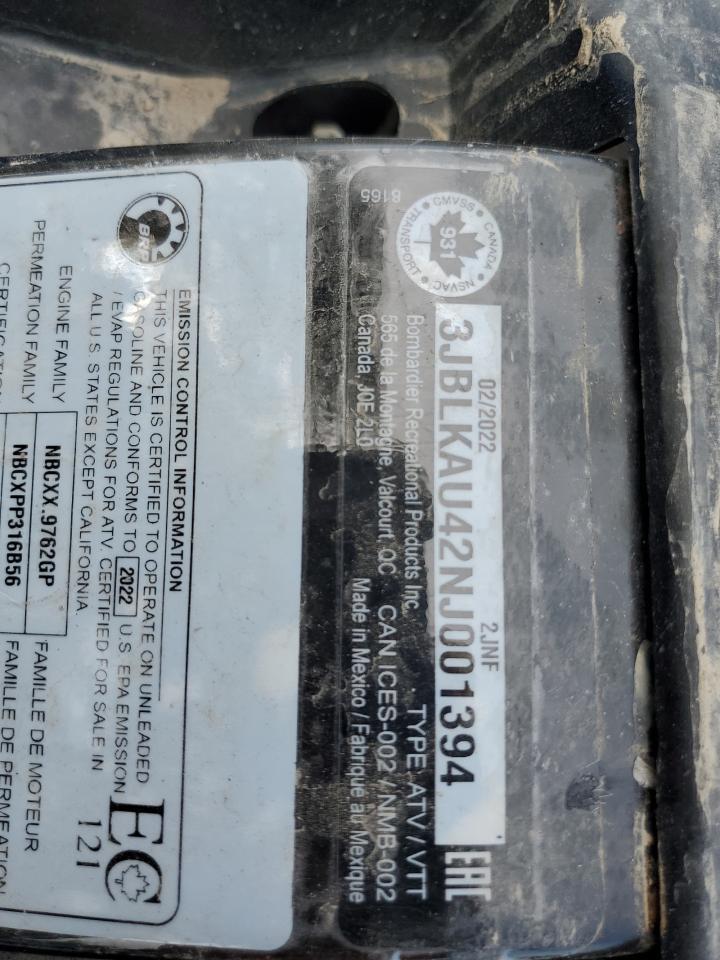 CMVSS • CANADA • NSVAC • TRANSPORT •
931
8165
02/2022
2JNF
3JBLKAU42NJ001394
EAC
Bombardier Recreational Products Inc.
TYPE ATV / VTT
565 de la Montagne, Valcourt, QC
CAN ICES-002 / NMB-002
Canada, J0E 2L0
Made in Mexico / Fabriqué au Mexique
BRP
EMISSION CONTROL INFORMATION
THIS VEHICLE IS CERTIFIED TO OPERATE ON UNLEADED
GASOLINE AND CONFORMS TO 2022 U.S. EPA EMISSION
/ EVAP REGULATIONS FOR ATV. CERTIFIED FOR SALE IN
ALL U.S. STATES EXCEPT CALIFORNIA.
EC
121
ENGINE FAMILY NBCXX.9762GP FAMILLE DE MOTEUR
PERMEATION FAMILY NBCXPP316B56 FAMILLE DE PERMÉATION